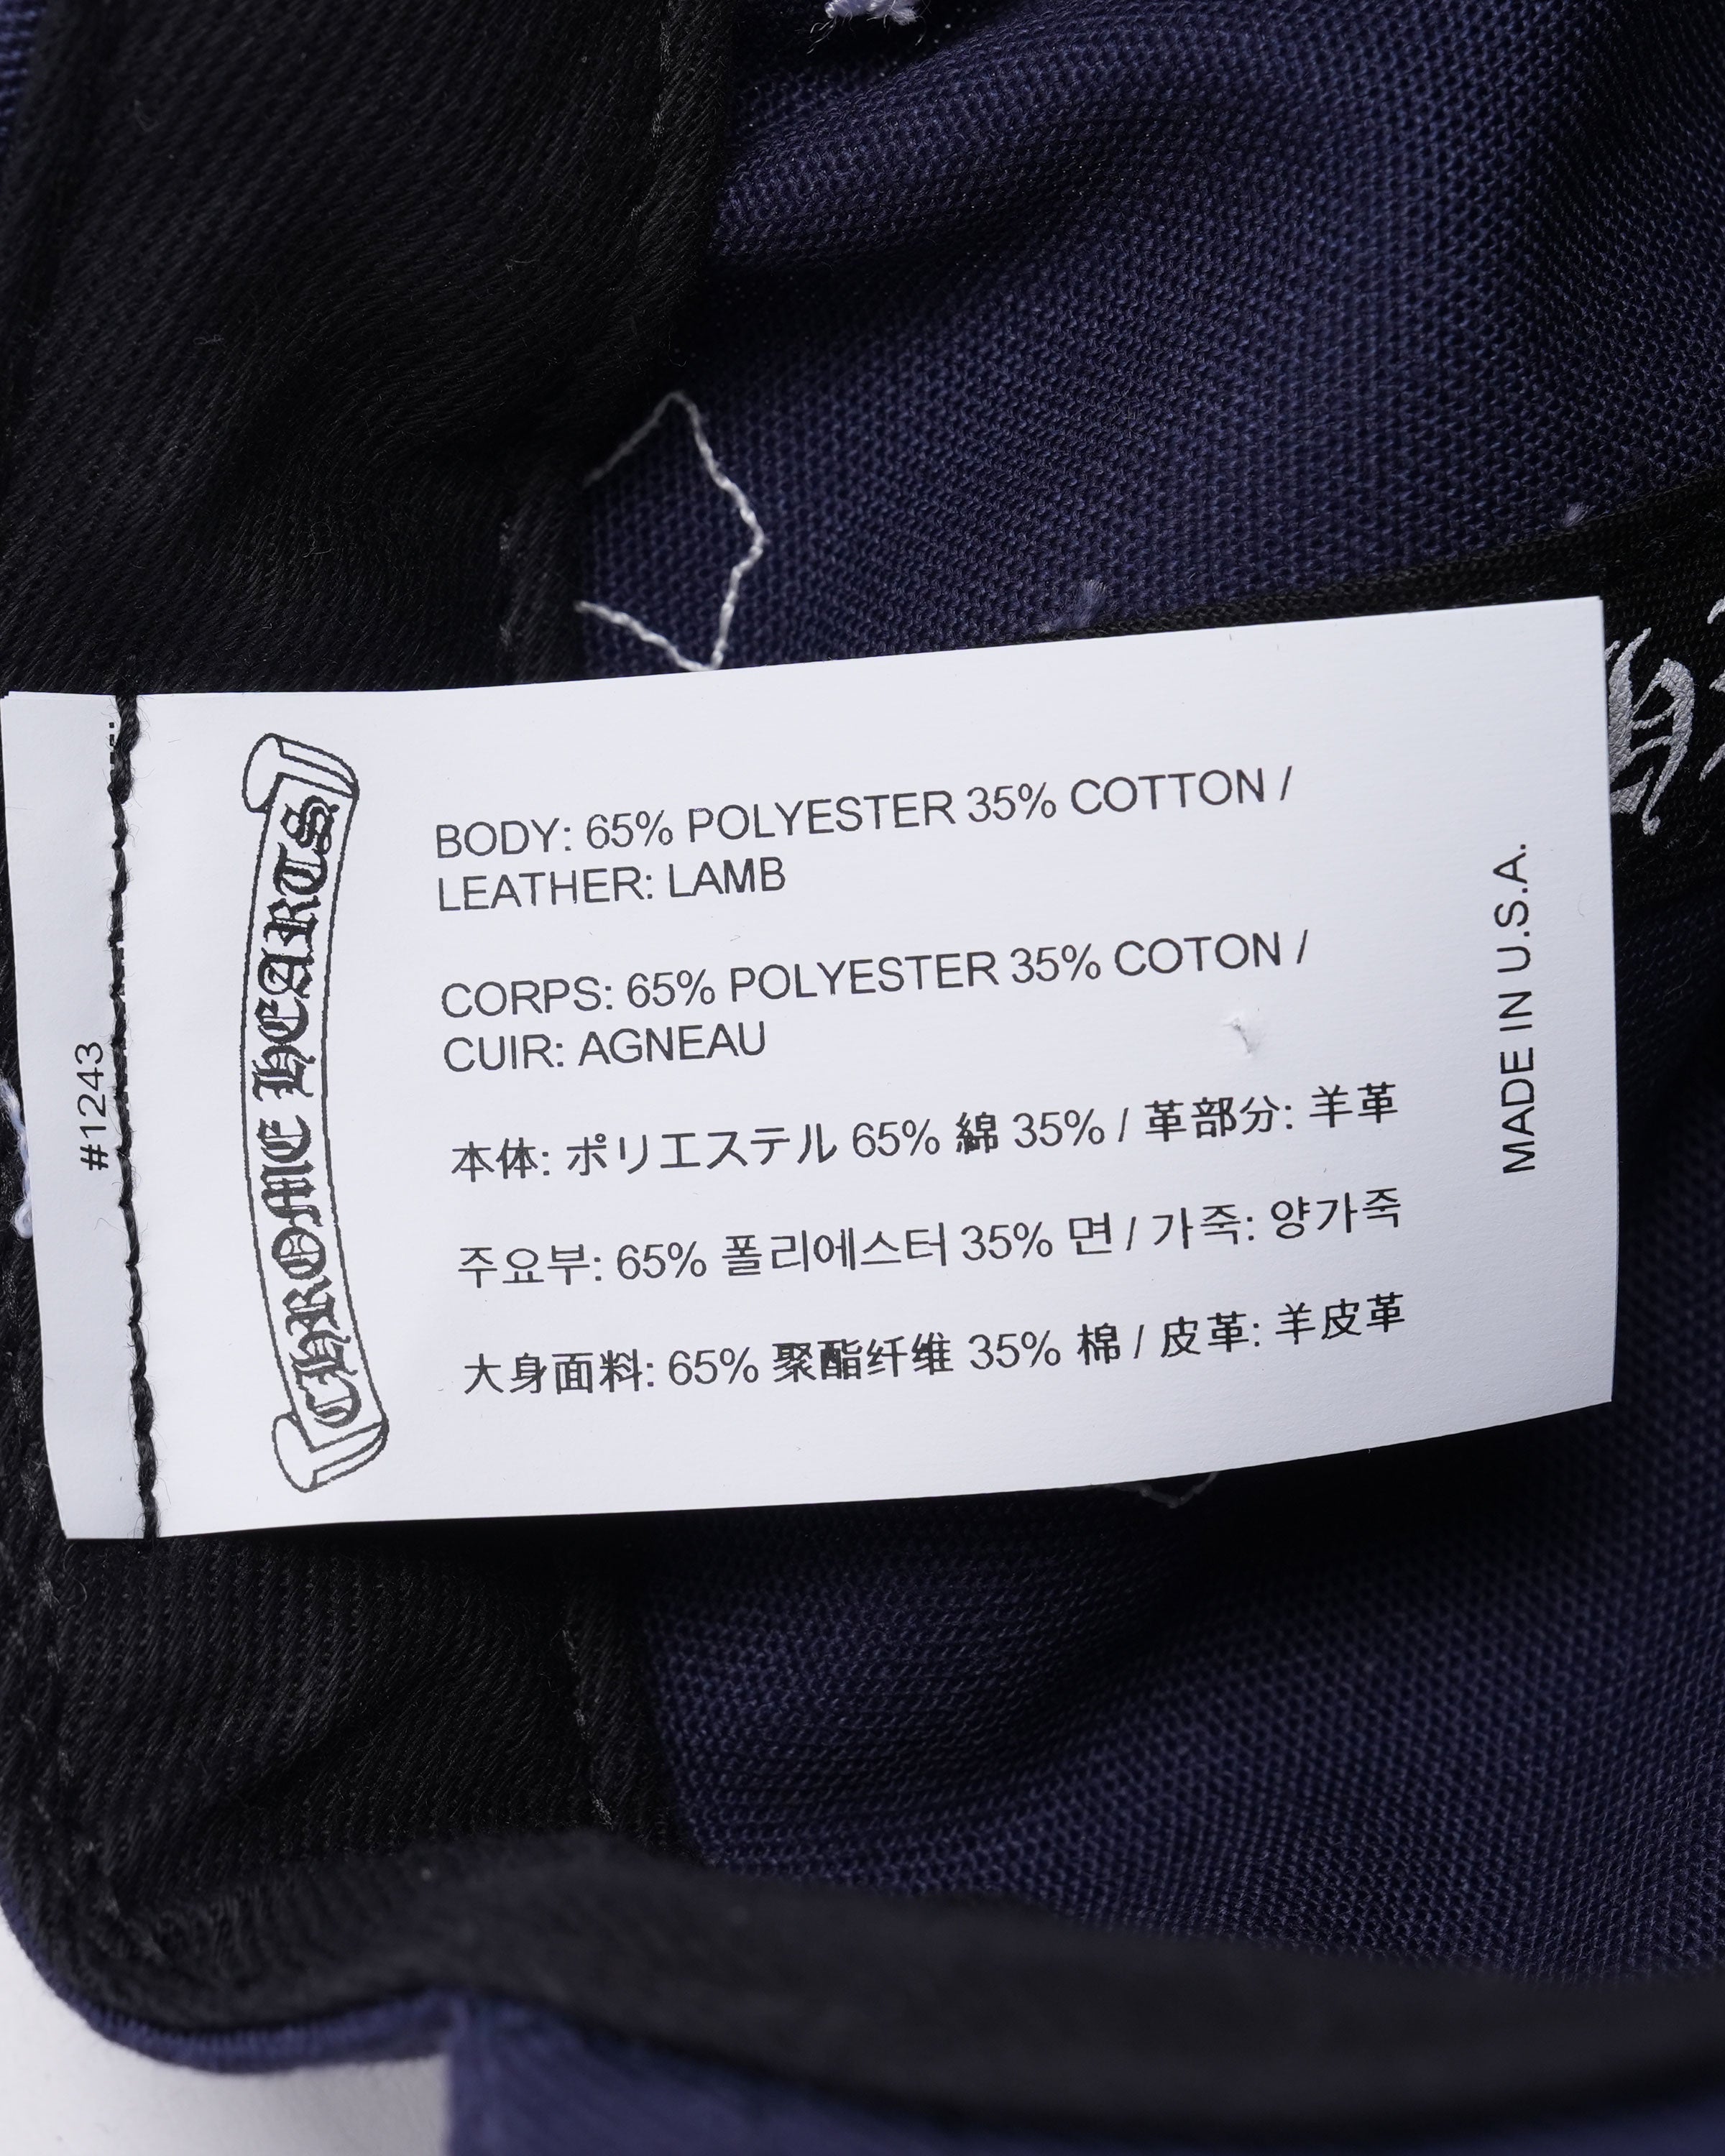 #1243
CHROME HEARTS
BODY: 65% POLYESTER 35% COTTON /
LEATHER: LAMB
CORPS: 65% POLYESTER 35% COTON /
CUIR: AGNEAU
本体: ポリエステル 65% 綿 35% / 革部分: 羊革
주요부: 65% 폴리에스터 35% 면 / 가죽: 양가죽
大身面料: 65% 聚酯纤维 35% 棉 / 皮革: 羊皮革
MADE IN U.S.A.